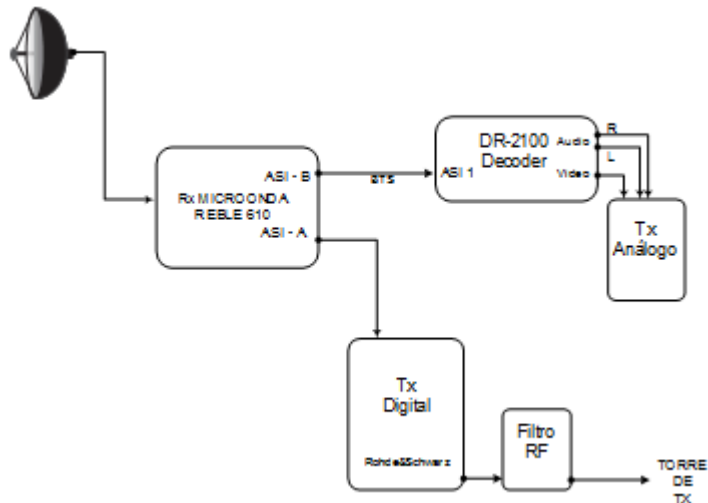 ASI - B
Rx MICROONDA
REBLE 610
ASI - A
BTS
DR-2100
Decoder
ASI 1
Audio
Video
R
L
Tx
Análogo
Tx
Digital
Rohde&Schwarz
Filtro
RF
TORRE
DE
TX